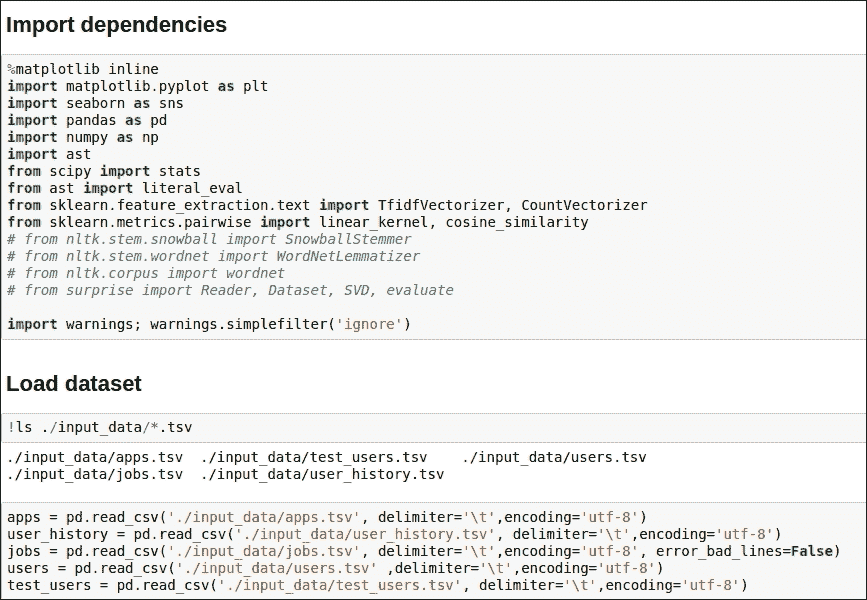 Import dependencies
%matplotlib inline
import matplotlib.pyplot as plt
import seaborn as sns
import pandas as pd
import numpy as np
import ast
from scipy import stats
from ast import literal_eval
from sklearn.feature_extraction.text import TfidfVectorizer, CountVectorizer
from sklearn.metrics.pairwise import linear_kernel, cosine_similarity
# from nltk.stem.snowball import SnowballStemmer
# from nltk.stem.wordnet import WordNetLemmatizer
# from nltk.corpus import wordnet
# from surprise import Reader, Dataset, SVD, evaluate
import warnings; warnings.simplefilter('ignore')
Load dataset
!ls ./input_data/*.tsv
./input_data/apps.tsv  ./input_data/test_users.tsv    ./input_data/users.tsv
./input_data/jobs.tsv  ./input_data/user_history.tsv
apps = pd.read_csv('./input_data/apps.tsv', delimiter='\t',encoding='utf-8')
user_history = pd.read_csv('./input_data/user_history.tsv', delimiter='\t',encoding='utf-8')
jobs = pd.read_csv('./input_data/jobs.tsv', delimiter='\t',encoding='utf-8', error_bad_lines=False)
users = pd.read_csv('./input_data/users.tsv' ,delimiter='\t',encoding='utf-8')
test_users = pd.read_csv('./input_data/test_users.tsv', delimiter='\t',encoding='utf-8')